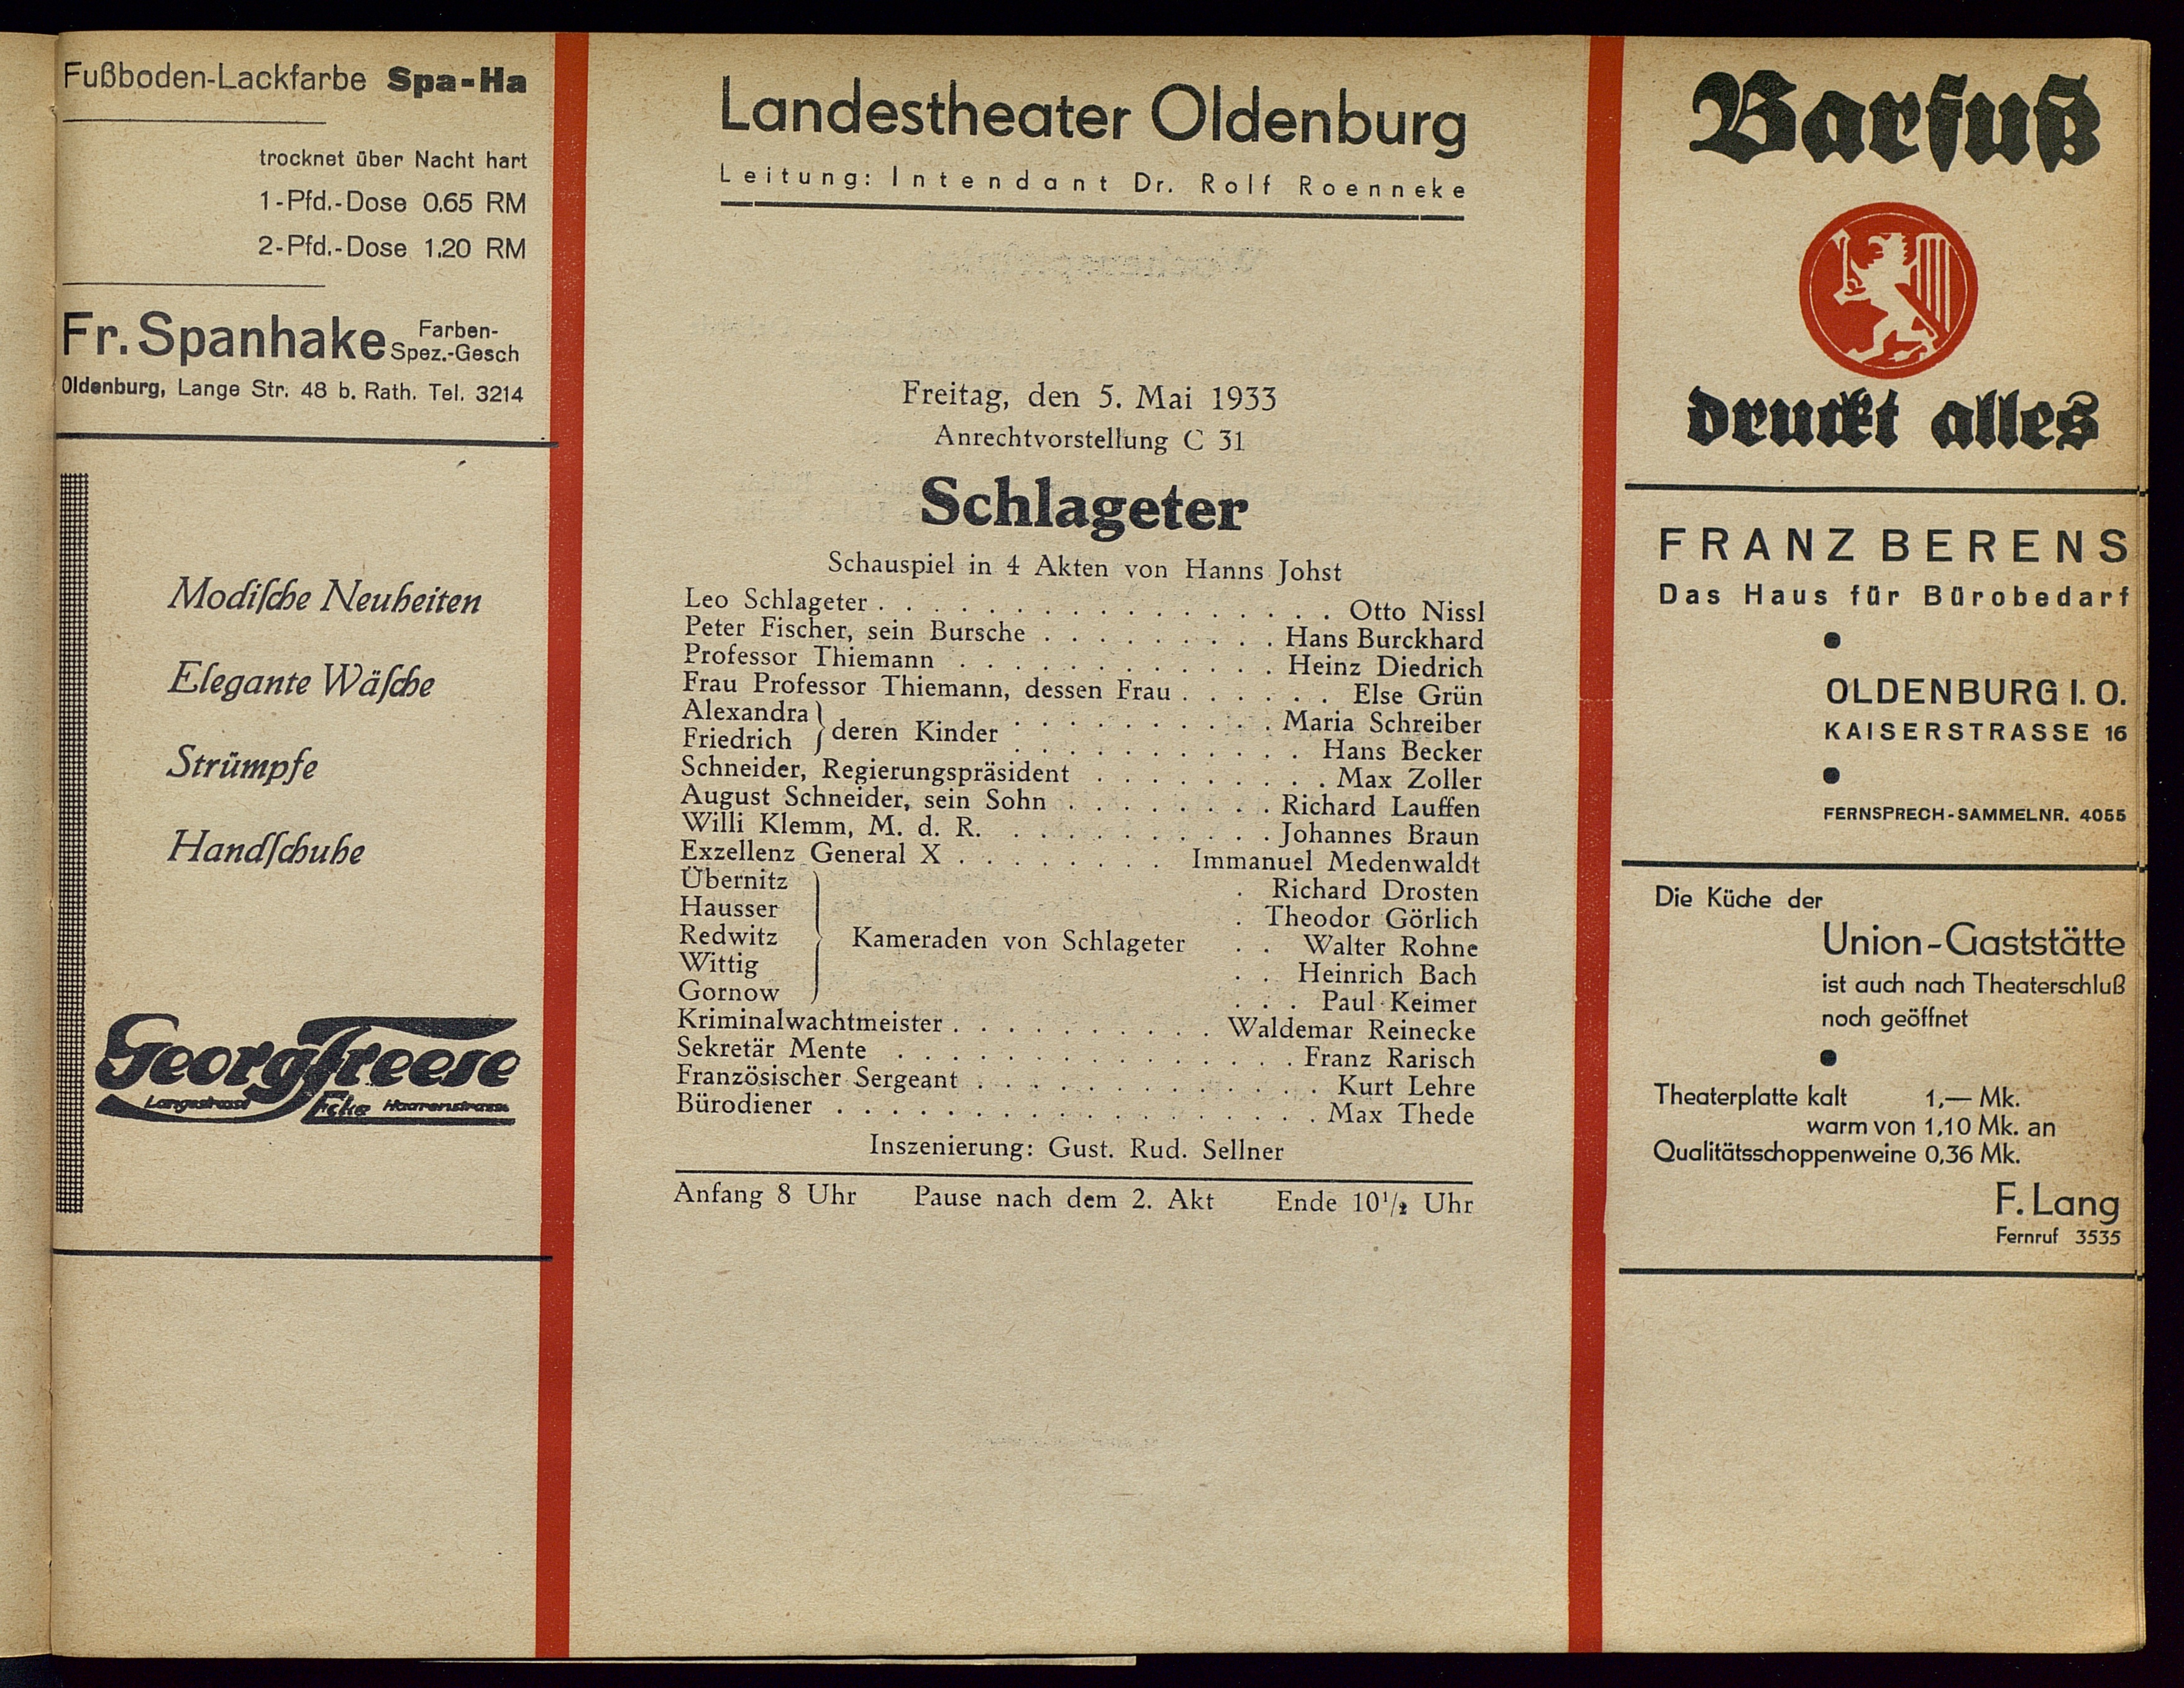 Fußboden-Lackfarbe Spa-Ha
trocknet über Nacht hart
1-Pfd.-Dose 0.65 RM
2-Pfd.-Dose 1.20 RM
Fr. Spanhake Farben-
Spez.-Gesch
Oldenburg, Lange Str. 48 b. Rath. Tel. 3214
Modiſche Neuheiten
Elegante Wäſche
Strümpfe
Handſchuhe
Georg Freese
Langestrasse Ecke Haarenstrasse
Landestheater Oldenburg
Leitung: Intendant Dr. Rolf Roenneke
Freitag, den 5. Mai 1933
Anrechtvorstellung C 31
Schlageter
Schauspiel in 4 Akten von Hanns Johst
Leo Schlageter . . . . . . . . . . . . . . . . . Otto Nissl
Peter Fischer, sein Bursche . . . . . . . . . Hans Burckhard
Professor Thiemann . . . . . . . . . . . . Heinz Diedrich
Frau Professor Thiemann, dessen Frau . . . . . . Else Grün
Alexandra } deren Kinder . . . . . . . . . . Maria Schreiber
Friedrich } . . . . . . . . . . . Hans Becker
Schneider, Regierungspräsident . . . . . . . . . Max Zoller
August Schneider, sein Sohn . . . . . . . . Richard Lauffen
Willi Klemm, M. d. R. . . . . . . . . . . Johannes Braun
Exzellenz General X . . . . . . . . Immanuel Medenwaldt
Übernitz . Richard Drosten
Hausser . Theodor Görlich
Redwitz } Kameraden von Schlageter . . Walter Rohne
Wittig . . Heinrich Bach
Gornow . . . Paul Keimer
Kriminalwachtmeister . . . . . . . . . . Waldemar Reinecke
Sekretär Mente . . . . . . . . . . . . . . . Franz Rarisch
Französischer Sergeant . . . . . . . . . . . . . Kurt Lehre
Bürodiener . . . . . . . . . . . . . . . . . . Max Thede
Inszenierung: Gust. Rud. Sellner
Anfang 8 Uhr Pause nach dem 2. Akt Ende 10¹/₂ Uhr
Barfuß
druckt alles
FRANZ BERENS
Das Haus für Bürobedarf
OLDENBURG I. O.
KAISERSTRASSE 16
FERNSPRECH-SAMMELNR. 4055
Die Küche der
Union-Gaststätte
ist auch nach Theaterschluß
noch geöffnet
Theaterplatte kalt 1,— Mk.
warm von 1,10 Mk. an
Qualitätsschoppenweine 0,36 Mk.
F. Lang
Fernruf 3535